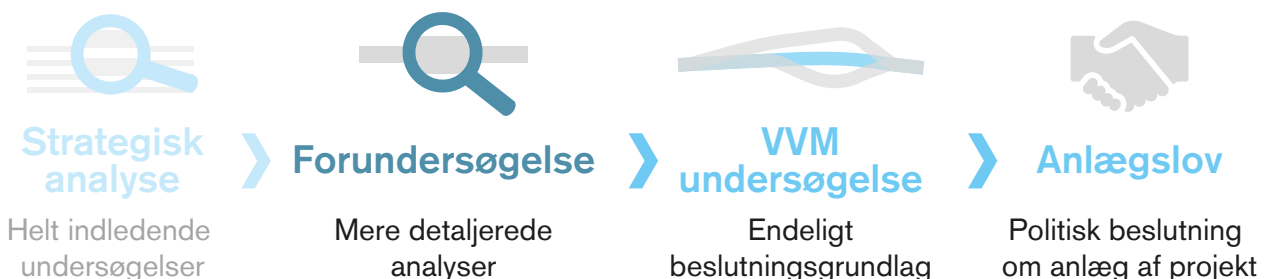 Strategisk
analyse
Helt indledende
undersøgelser
Forundersøgelse
Mere detaljerede
analyser
VVM
undersøgelse
Endeligt
beslutningsgrundlag
Anlægslov
Politisk beslutning
om anlæg af projekt